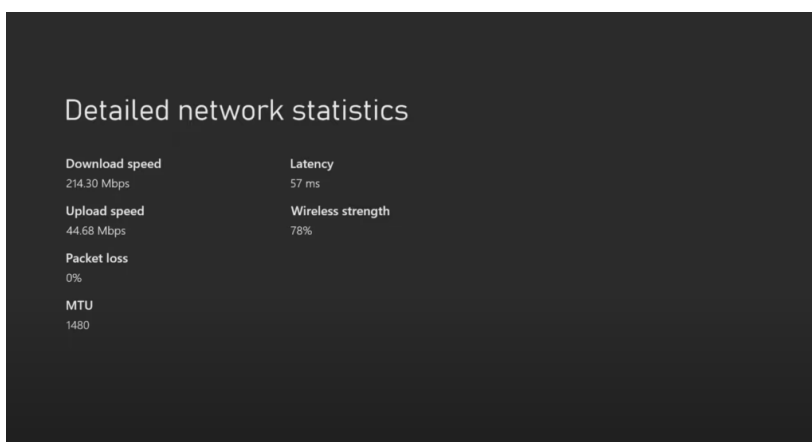 Detailed network statistics
Download speed
214.30 Mbps
Upload speed
44.68 Mbps
Packet loss
0%
MTU
1480
Latency
57 ms
Wireless strength
78%